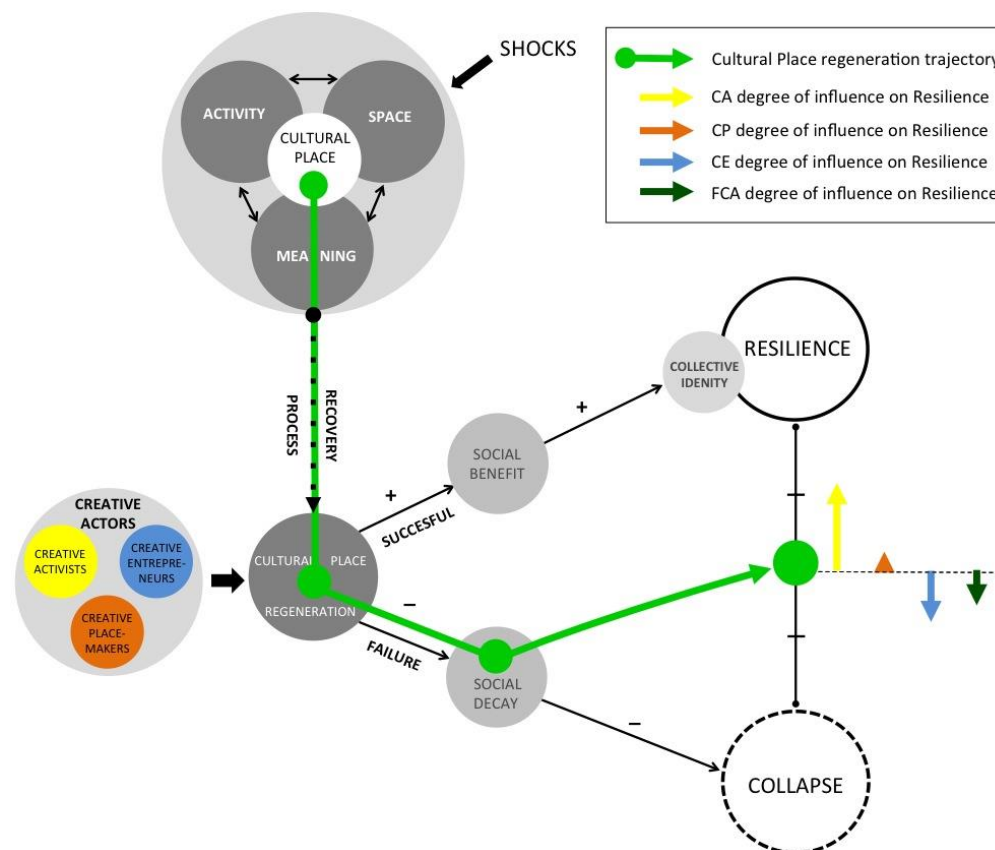 SHOCKS
ACTIVITY
SPACE
CULTURAL
PLACE
MEANING
Cultural Place regeneration trajectory
CA degree of influence on Resilience
CP degree of influence on Resilience
CE degree of influence on Resilience
FCA degree of influence on Resilience
RECOVERY
PROCESS
RESILIENCE
COLLECTIVE
IDENITY
+
SOCIAL
BENEFIT
+
SUCCESFUL
CREATIVE
ACTORS
CREATIVE
ACTIVISTS
CREATIVE
ENTREPRE-
NEURS
CREATIVE
PLACE-
MAKERS
CULTURAL PLACE
REGENERATION
–
FAILURE
SOCIAL
DECAY
–
COLLAPSE